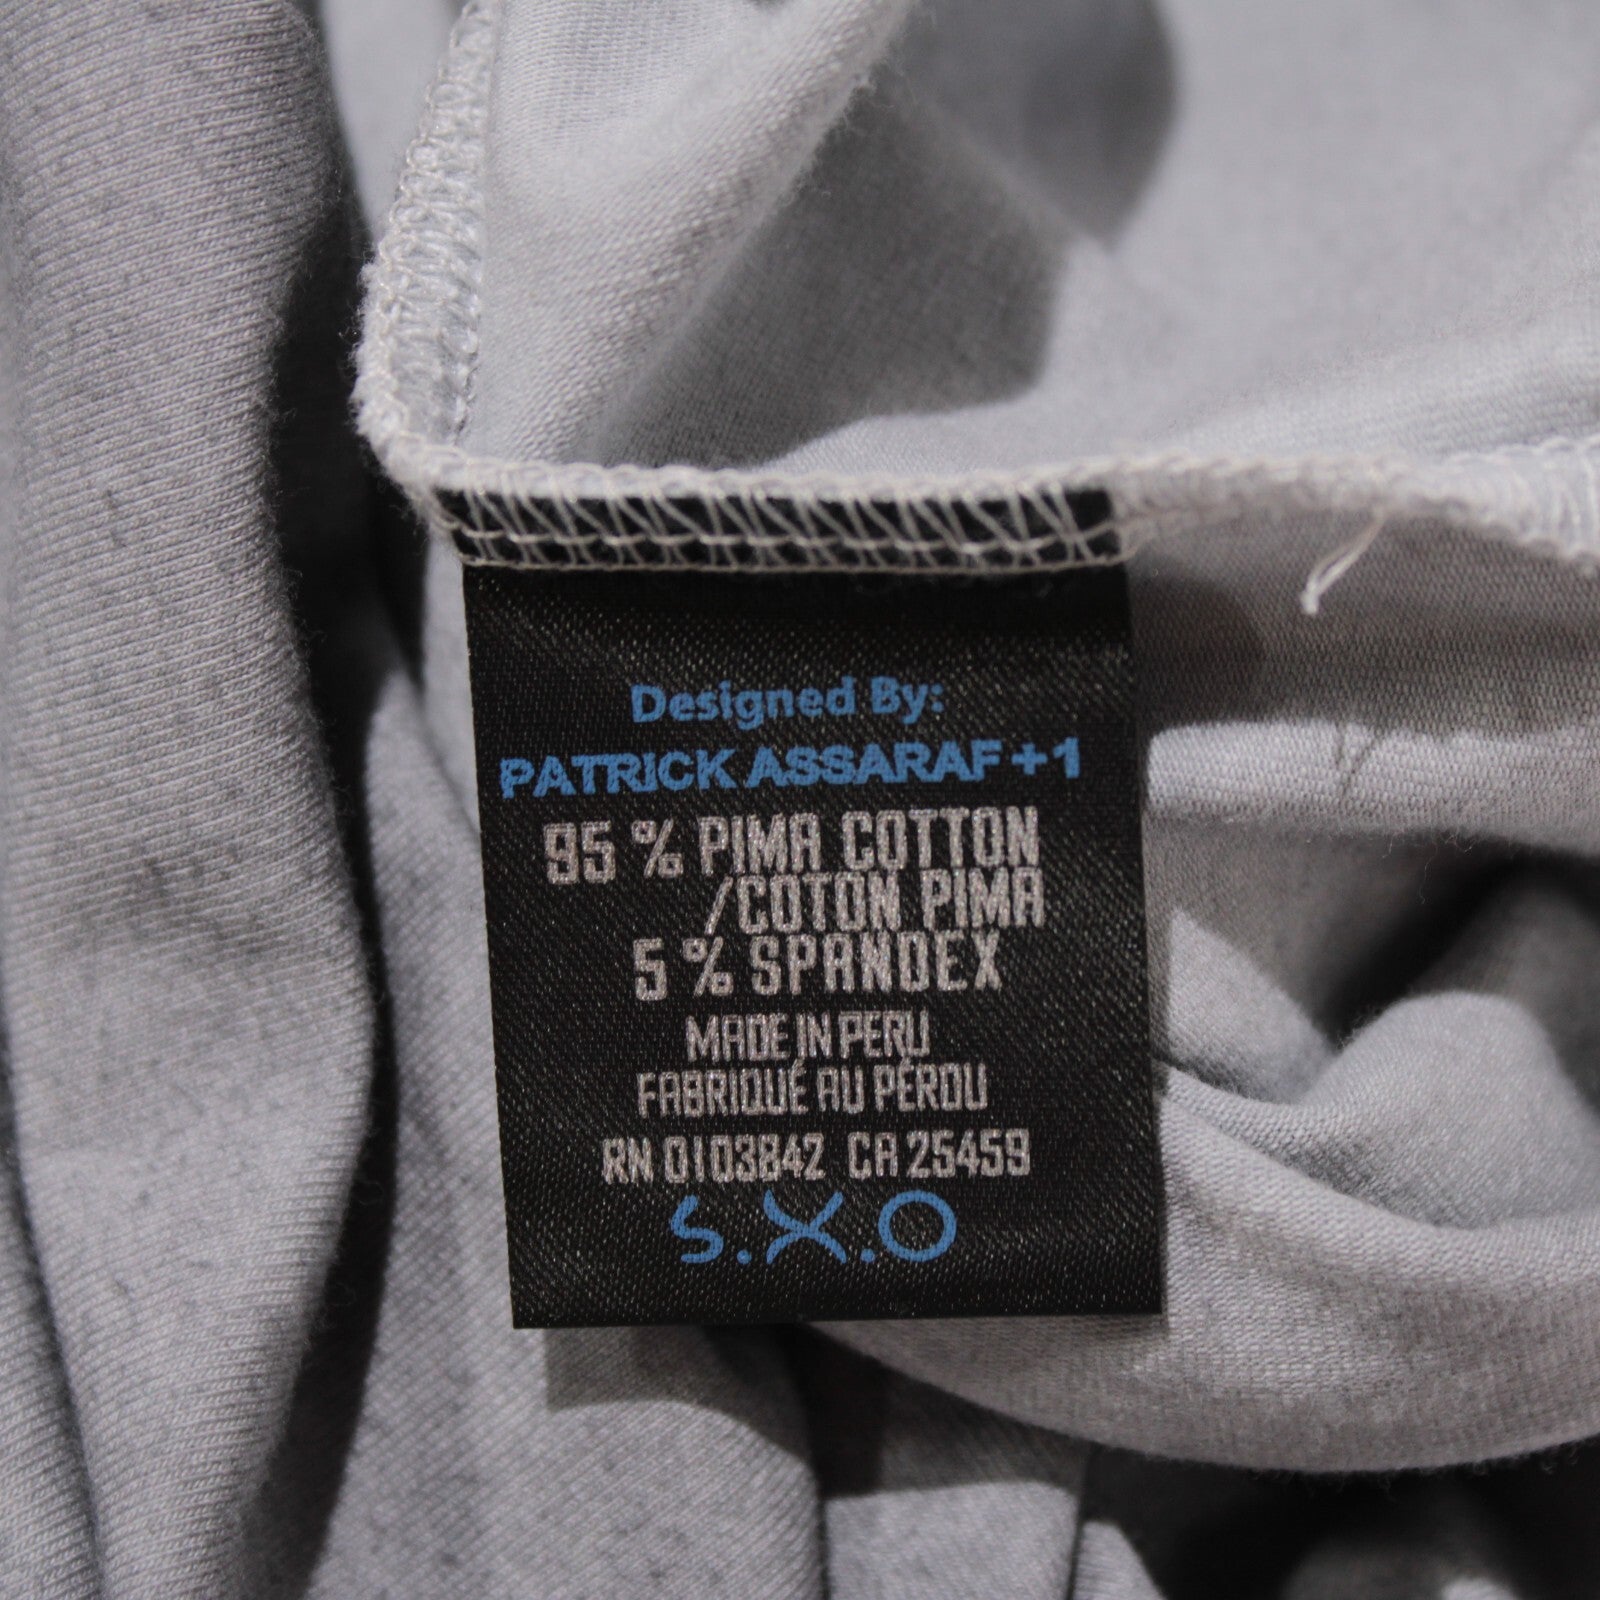 Designed By:
PATRICK ASSARAF +1
95 % PIMA COTTON
/COTON PIMA
5 % SPANDEX
MADE IN PERU
FABRIQUÉ AU PÉROU
RN 0103842 CA 25459
S.X.O